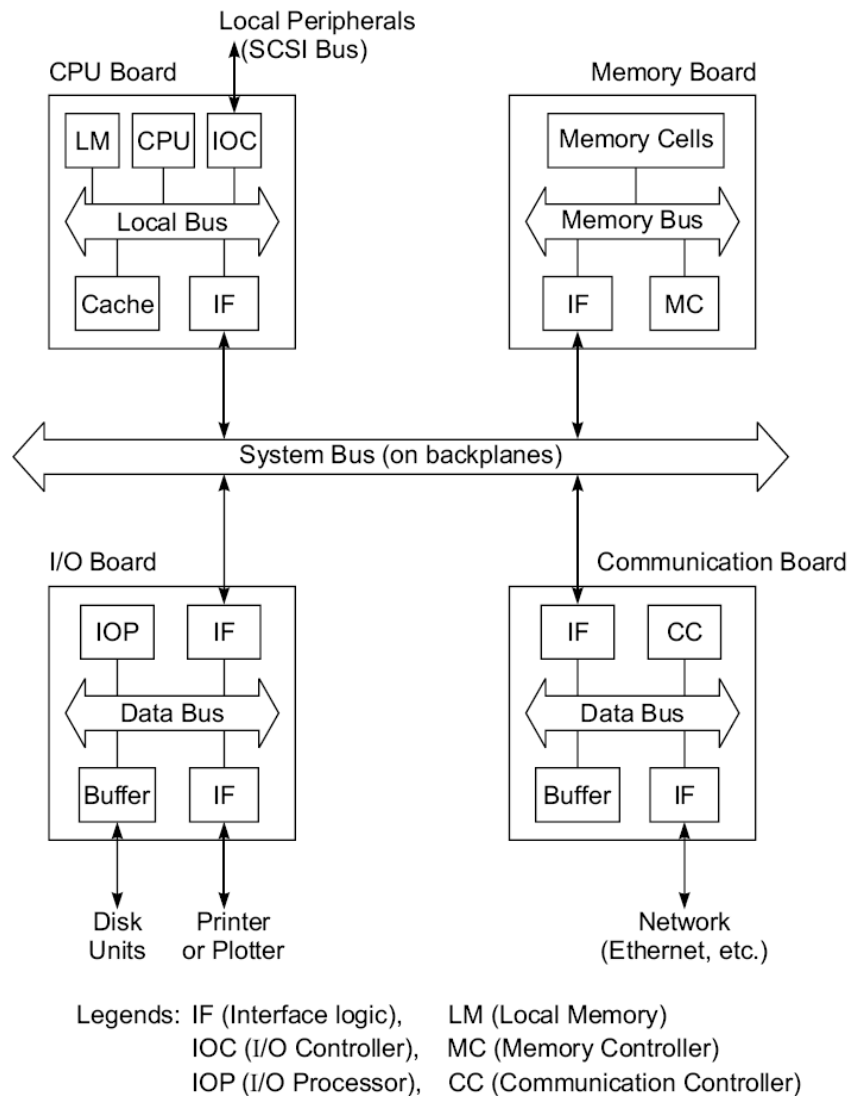 Local Peripherals
(SCSI Bus)
CPU Board
Memory Board
LM
CPU
IOC
Memory Cells
Local Bus
Memory Bus
Cache
IF
IF
MC
System Bus (on backplanes)
I/O Board
Communication Board
IOP
IF
IF
CC
Data Bus
Data Bus
Buffer
IF
Buffer
IF
Disk
Units
Printer
or Plotter
Network
(Ethernet, etc.)
Legends: IF (Interface logic), LM (Local Memory)
IOC (I/O Controller), MC (Memory Controller)
IOP (I/O Processor), CC (Communication Controller)